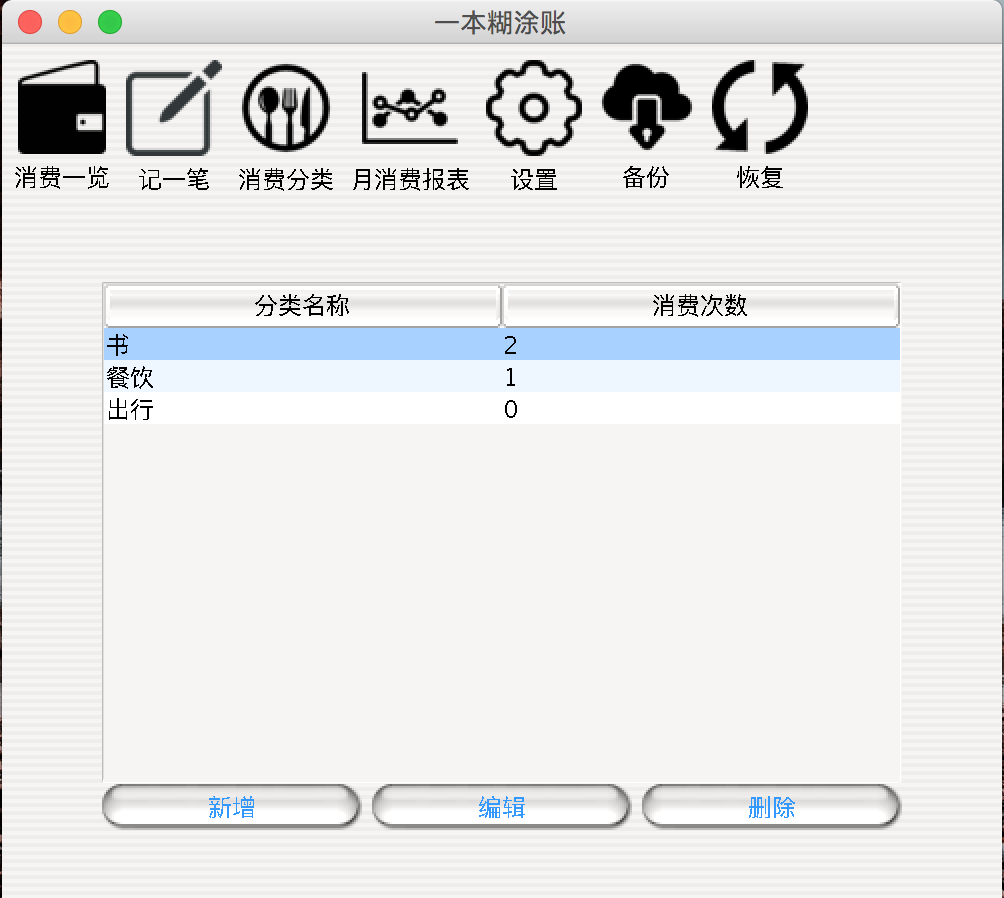 一本糊涂账
消费一览 记一笔 消费分类 月消费报表 设置 备份 恢复
分类名称 消费次数
书 2
餐饮 1
出行 0
新增 编辑 删除